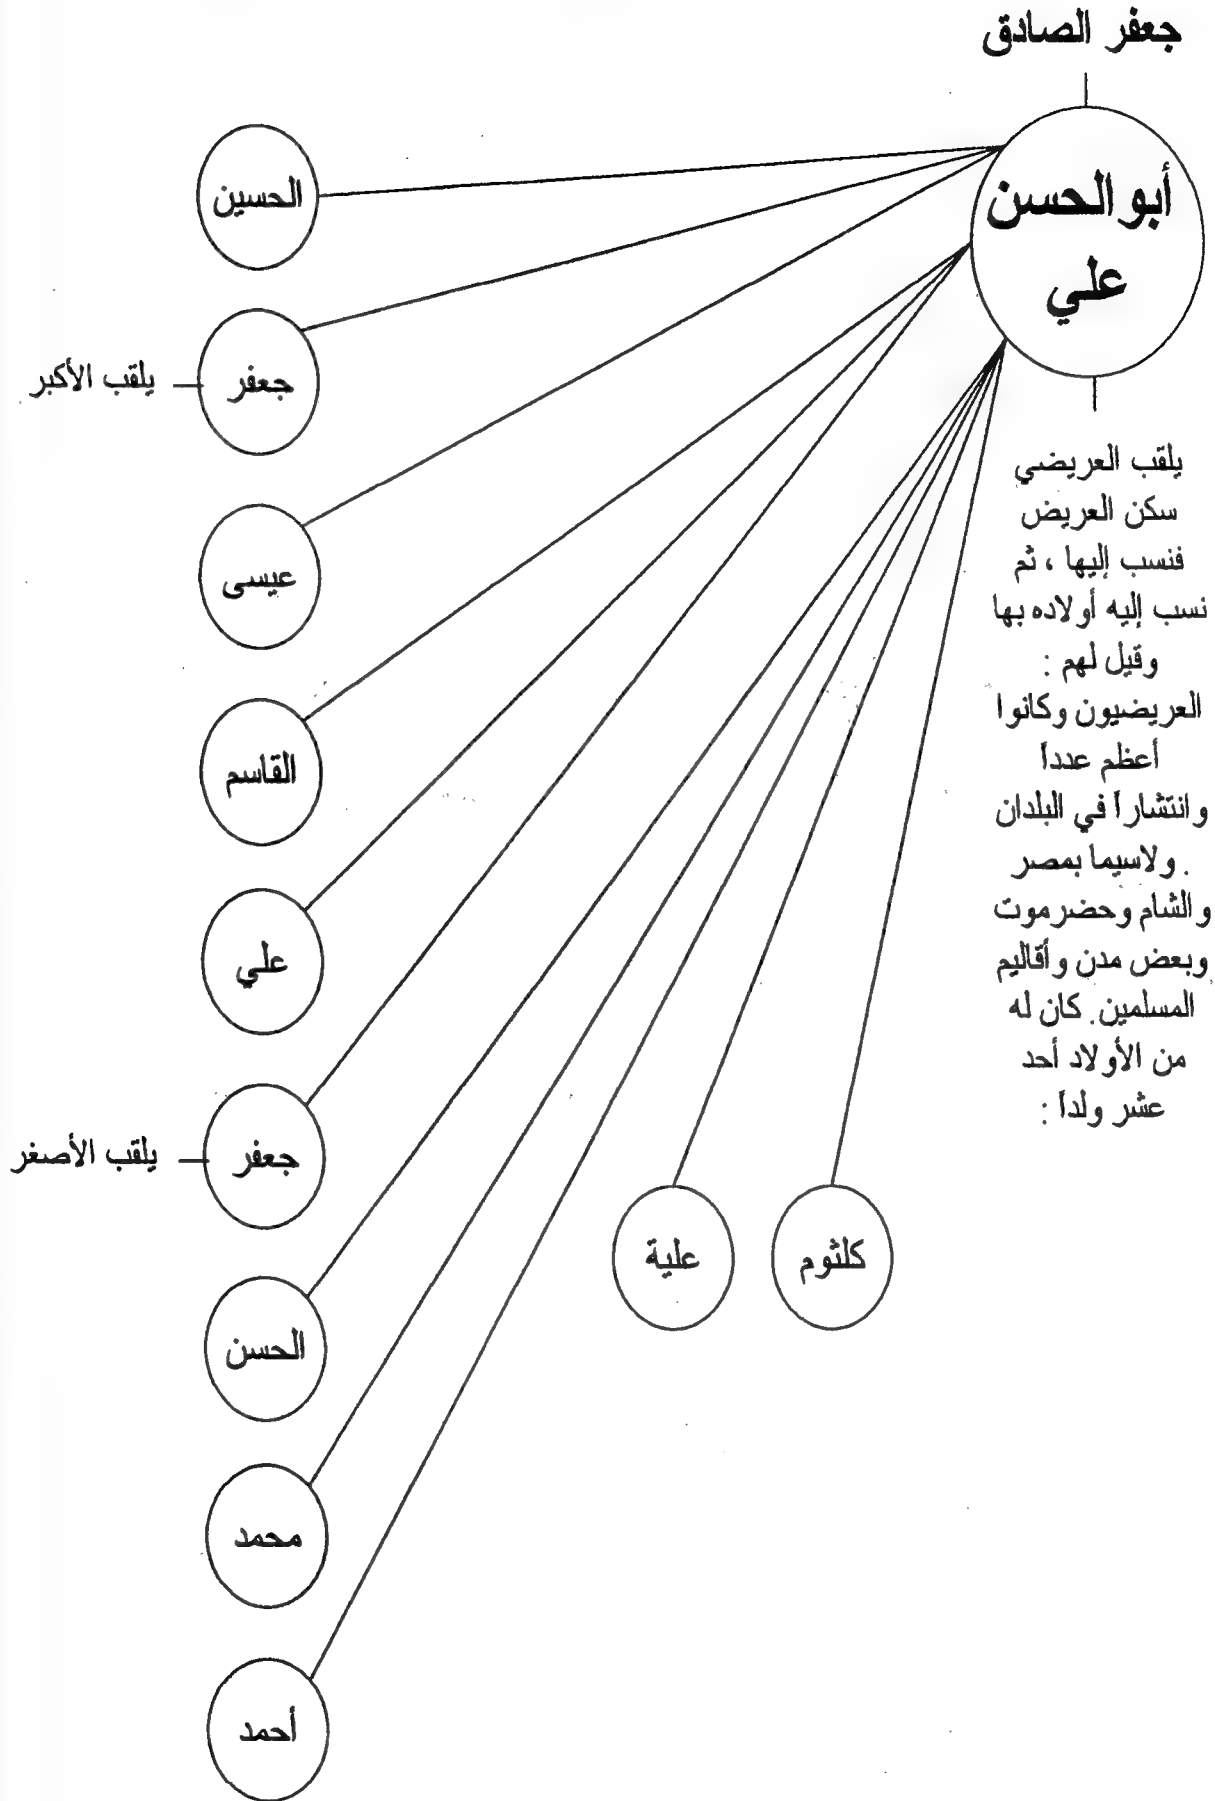 جعفر الصادق
أبو الحسن
علي
يلقب العريضي
سكن العريض
فنسب إليها ، ثم
نسب إليه أولاده بها
وقيل لهم :
العريضيون وكانوا
أعظم عدداً
وانتشاراً في البلدان
. ولاسيما بمصر
والشام وحضرموت
وبعض مدن وأقاليم
المسلمين . كان له
من الأولاد أحد
عشر ولداً :
الحسين
جعفر
يلقب الأكبر
عيسى
القاسم
علي
جعفر
يلقب الأصغر
الحسن
محمد
أحمد
كلثوم
علية